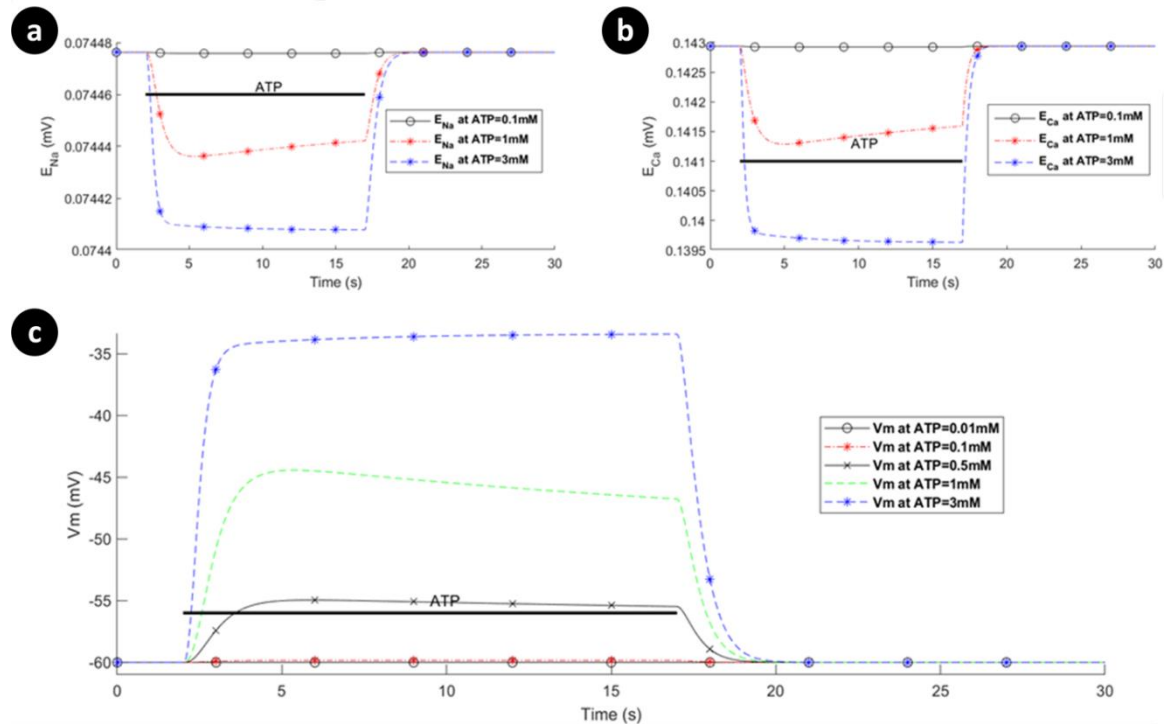 a
0.07448
0.07446
0.07444
0.07442
0.0744
E_Na (mV)
ATP
E_Na at ATP=0.1mM
E_Na at ATP=1mM
E_Na at ATP=3mM
0 5 10 15 20 25 30
Time (s)
b
0.143
0.1425
0.142
0.1415
0.141
0.1405
0.14
0.1395
E_Ca (mV)
ATP
E_Ca at ATP=0.1mM
E_Ca at ATP=1mM
E_Ca at ATP=3mM
0 5 10 15 20 25 30
Time (s)
c
-35
-40
-45
-50
-55
-60
Vm (mV)
ATP
Vm at ATP=0.01mM
Vm at ATP=0.1mM
Vm at ATP=0.5mM
Vm at ATP=1mM
Vm at ATP=3mM
0 5 10 15 20 25 30
Time (s)